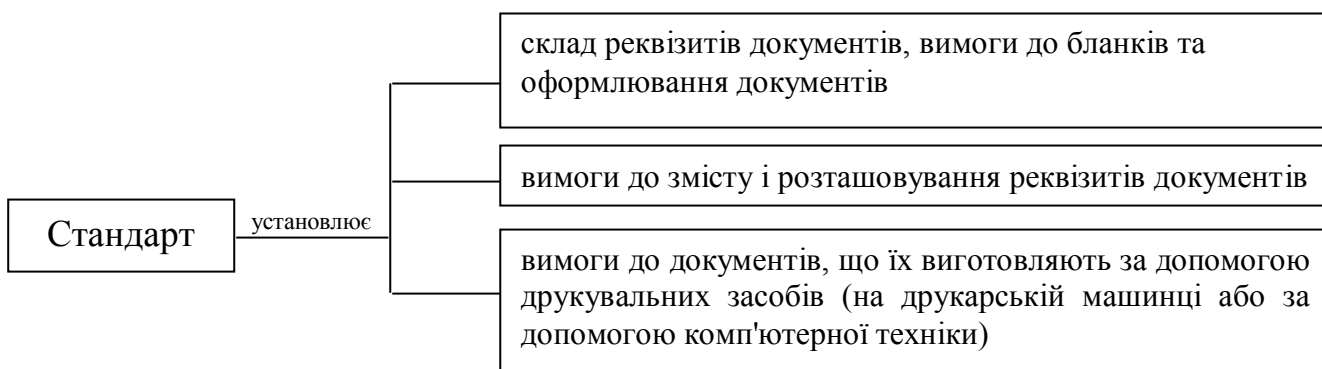 склад реквізитів документів, вимоги до бланків та
оформлювання документів
вимоги до змісту і розташовування реквізитів документів
Стандарт
установлює
вимоги до документів, що їх виготовляють за допомогою
друкувальних засобів (на друкарській машинці або за
допомогою комп'ютерної техніки)